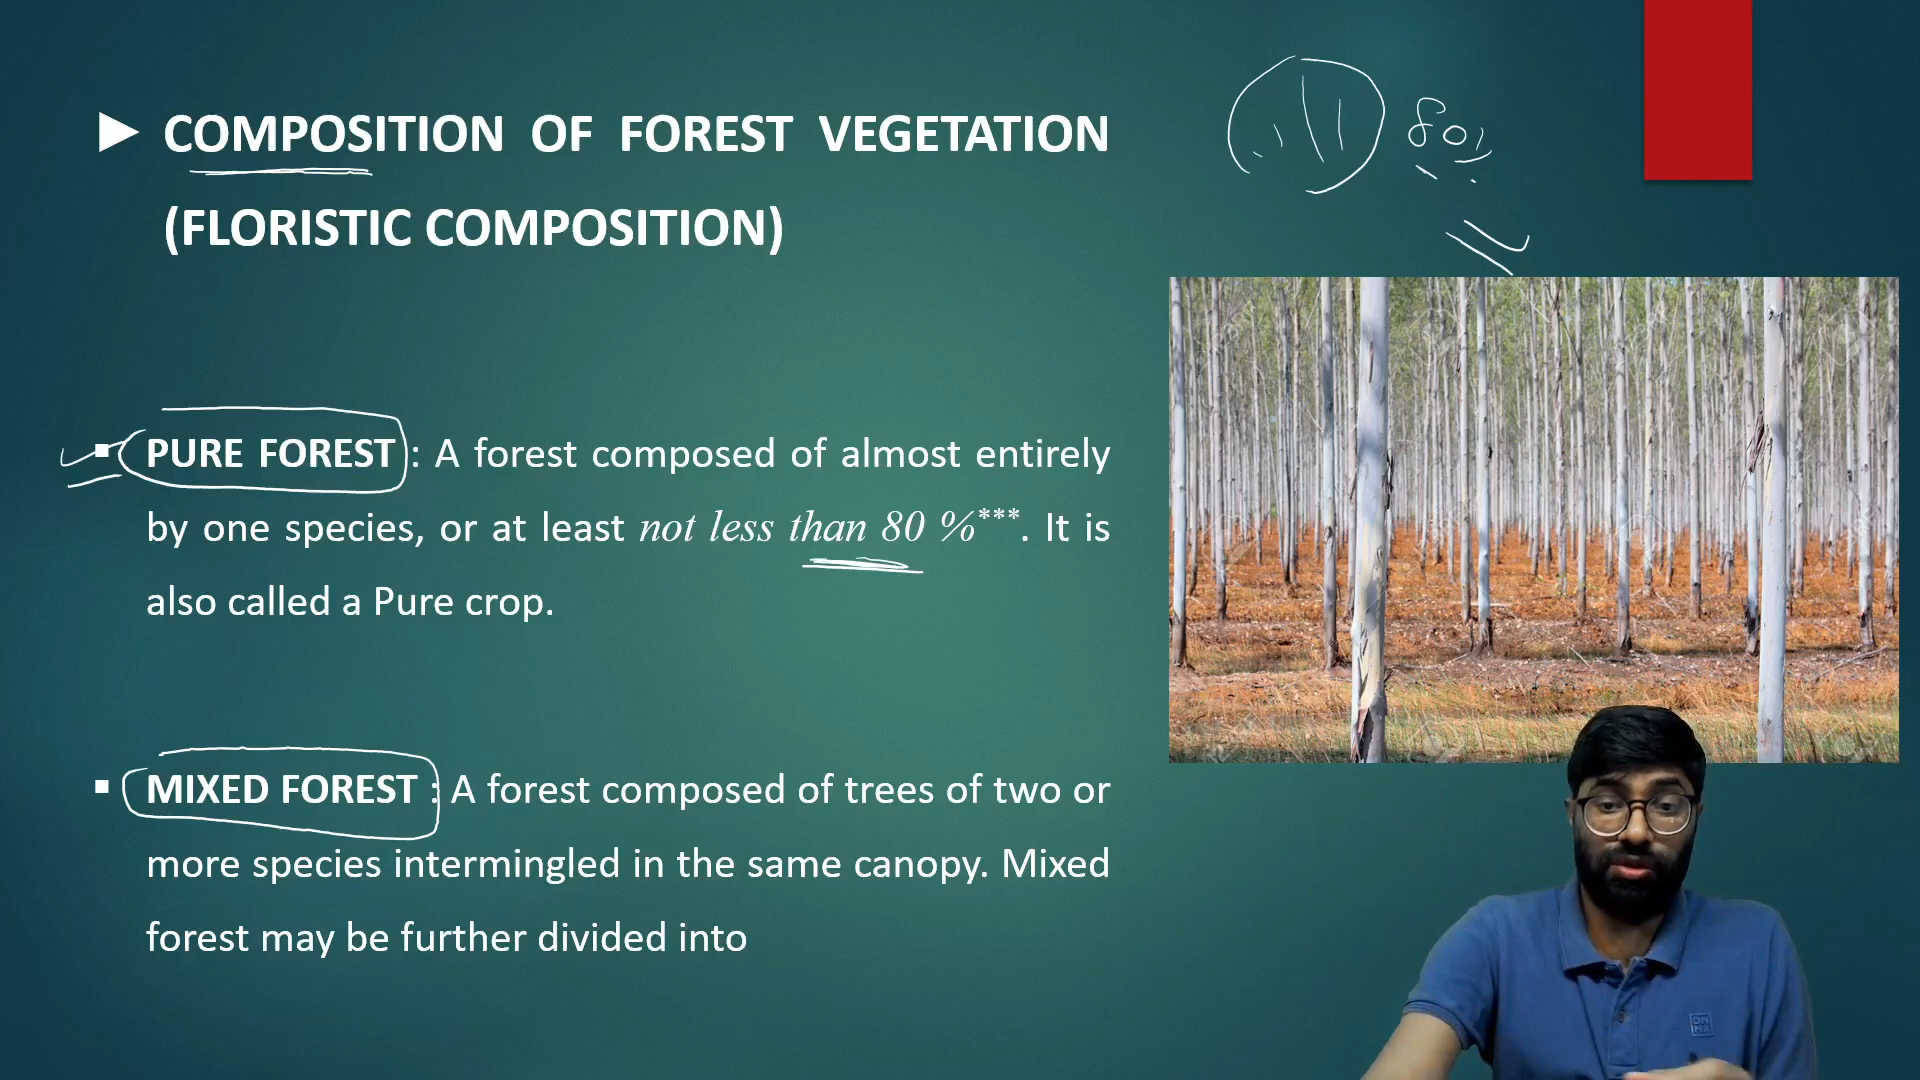 COMPOSITION OF FOREST VEGETATION
(FLORISTIC COMPOSITION)
80%
PURE FOREST : A forest composed of almost entirely
by one species, or at least not less than 80 %***. It is
also called a Pure crop.
MIXED FOREST : A forest composed of trees of two or
more species intermingled in the same canopy. Mixed
forest may be further divided into